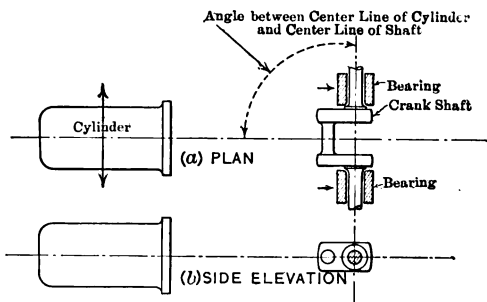 Angle between Center Line of Cylinder
and Center Line of Shaft
Bearing
Crank Shaft
Cylinder
(a) PLAN
Bearing
(b) SIDE ELEVATION